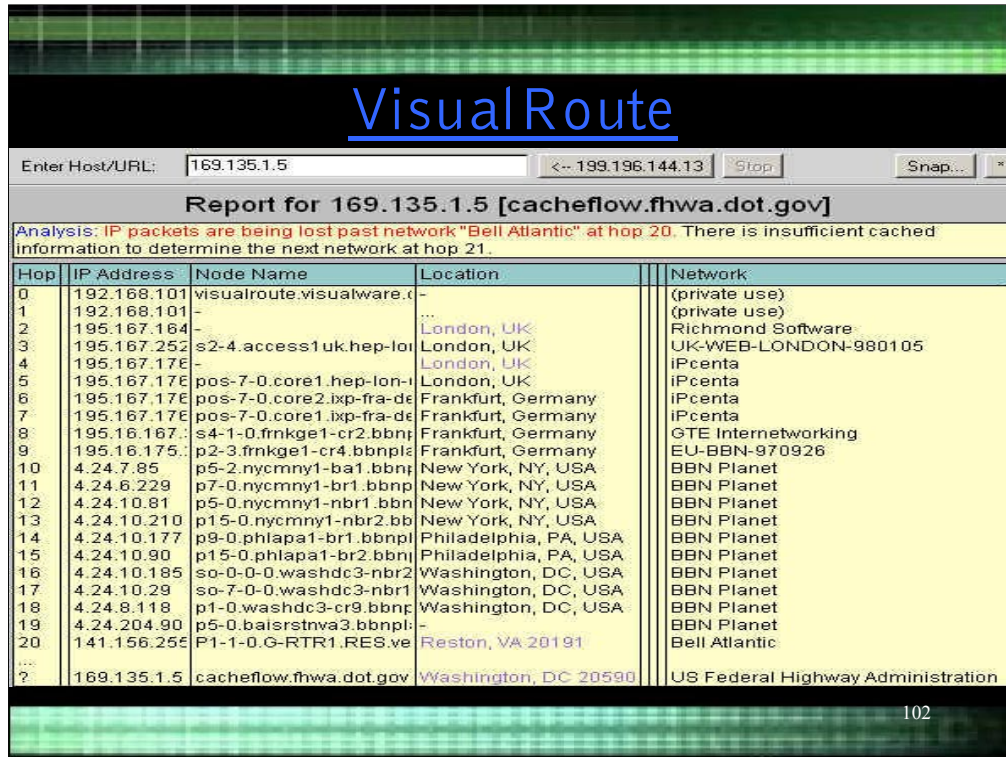 VisualRoute
Enter Host/URL: 169.135.1.5 <-- 199.196.144.13 Stop Snap...
Report for 169.135.1.5 [cacheflow.fhwa.dot.gov]
Analysis: IP packets are being lost past network "Bell Atlantic" at hop 20. There is insufficient cached
information to determine the next network at hop 21.
Hop IP Address Node Name Location Network
0 192.168.101 visualroute.visualware. - (private use)
1 192.168.101 - ... (private use)
2 195.167.164 - London, UK Richmond Software
3 195.167.252 s2-4.access1uk.hep-lo London, UK UK-WEB-LONDON-980105
4 195.167.176 - London, UK iPcenta
5 195.167.176 pos-7-0.core1.hep-lon- London, UK iPcenta
6 195.167.176 pos-7-0.core2.ixp-fra-de Frankfurt, Germany iPcenta
7 195.167.176 pos-7-0.core1.ixp-fra-de Frankfurt, Germany iPcenta
8 195.16.167. s4-1-0.frnkge1-cr2.bbn Frankfurt, Germany GTE Internetworking
9 195.16.175. p2-3.frnkge1-cr4.bbnpla Frankfurt, Germany EU-BBN-970926
10 4.24.7.85 p5-2.nycmny1-ba1.bbn New York, NY, USA BBN Planet
11 4.24.6.229 p7-0.nycmny1-br1.bbnp New York, NY, USA BBN Planet
12 4.24.10.81 p5-0.nycmny1-nbr1.bbn New York, NY, USA BBN Planet
13 4.24.10.210 p15-0.nycmny1-nbr2.bb New York, NY, USA BBN Planet
14 4.24.10.177 p9-0.phlapa1-br1.bbnpl Philadelphia, PA, USA BBN Planet
15 4.24.10.90 p15-0.phlapa1-br2.bbn Philadelphia, PA, USA BBN Planet
16 4.24.10.185 so-0-0-0.washdc3-nbr2 Washington, DC, USA BBN Planet
17 4.24.10.29 so-7-0-0.washdc3-nbr1 Washington, DC, USA BBN Planet
18 4.24.8.118 p1-0.washdc3-cr9.bbnp Washington, DC, USA BBN Planet
19 4.24.204.90 p5-0.baisrstnva3.bbnpl - BBN Planet
20 141.156.255 P1-1-0.G-RTR1.RES.ve Reston, VA 20191 Bell Atlantic
...
? 169.135.1.5 cacheflow.fhwa.dot.gov Washington, DC 20590 US Federal Highway Administration
102